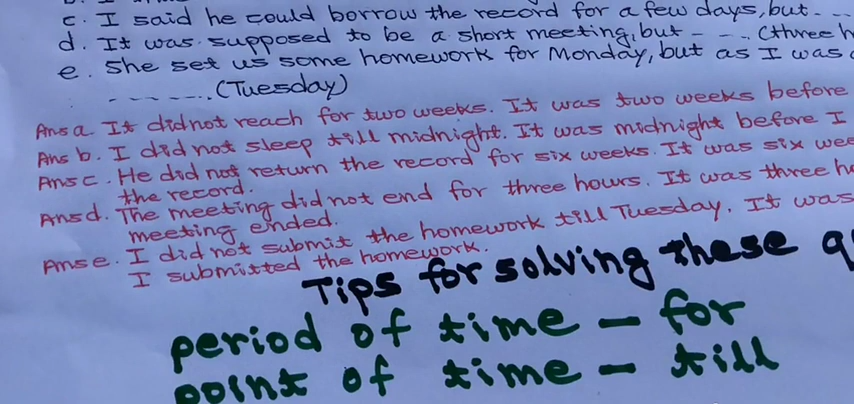 c. I said he could borrow the record for a few days, but - -
d. It was supposed to be a short meeting, but - - - (three h
e. She set us some homework for Monday, but as I was
- - - - - - - . (Tuesday)
Ans a. It did not reach for two weeks. It was two weeks before
Ans b. I did not sleep till midnight. It was midnight before I
Ans c. He did not return the record for six weeks. It was six wee
the record.
Ans d. The meeting did not end for three hours. It was three h
meeting ended.
Ans e. I did not submit the homework till Tuesday. It was
I submitted the homework.
Tips for solving these q
period of time - for
point of time - till